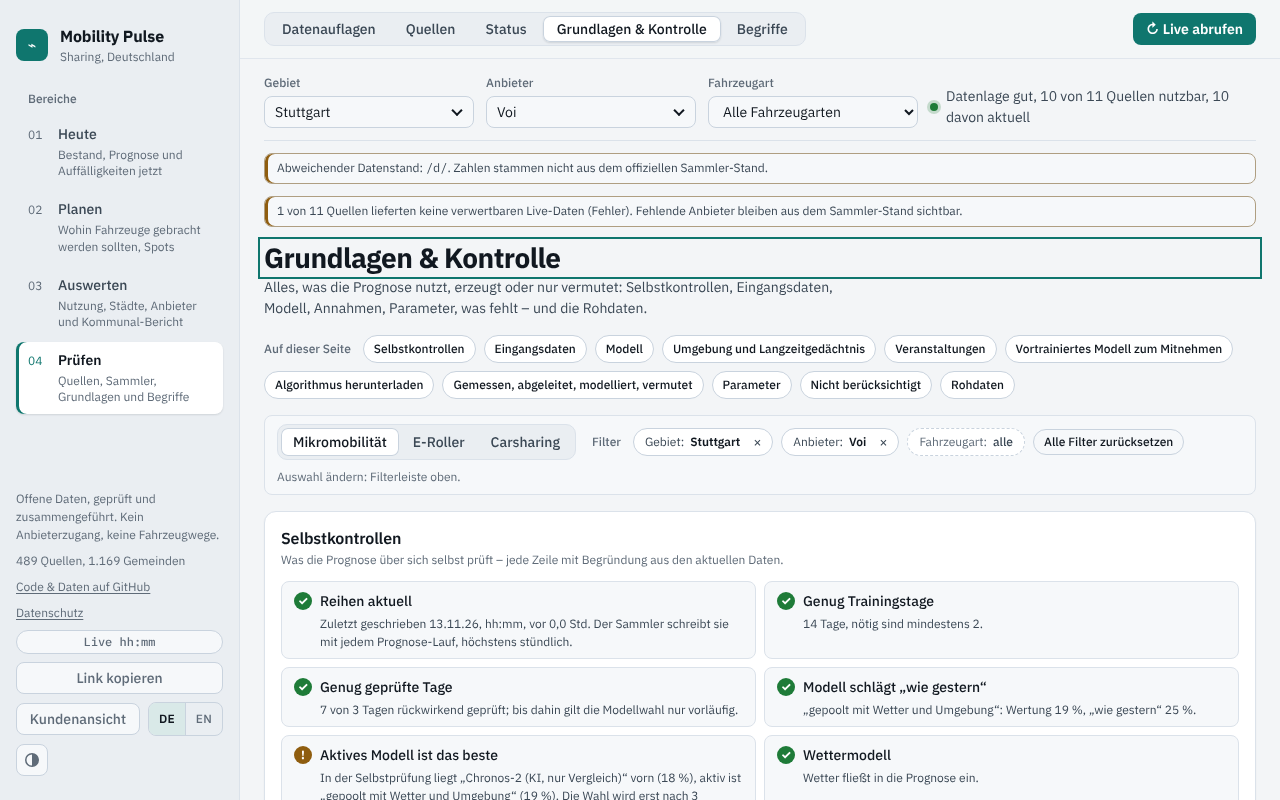 Mobility Pulse
Sharing, Deutschland
Bereiche
01 Heute
Bestand, Prognose und
Auffälligkeiten jetzt
02 Planen
Wohin Fahrzeuge gebracht
werden sollten, Spots
03 Auswerten
Nutzung, Städte, Anbieter
und Kommunal-Bericht
04 Prüfen
Quellen, Sammler,
Grundlagen und Begriffe
Offene Daten, geprüft und
zusammengeführt. Kein
Anbieterzugang, keine Fahrzeugwege.
489 Quellen, 1.169 Gemeinden
Code & Daten auf GitHub
Datenschutz
Live hh:mm
Link kopieren
Kundenansicht DE EN
Datenauflagen Quellen Status Grundlagen & Kontrolle Begriffe
↻ Live abrufen
Gebiet Anbieter Fahrzeugart
Stuttgart Voi Alle Fahrzeugarten
Datenlage gut, 10 von 11 Quellen nutzbar, 10
davon aktuell
Abweichender Datenstand: /d/. Zahlen stammen nicht aus dem offiziellen Sammler-Stand.
1 von 11 Quellen lieferten keine verwertbaren Live-Daten (Fehler). Fehlende Anbieter bleiben aus dem Sammler-Stand sichtbar.
Grundlagen & Kontrolle
Alles, was die Prognose nutzt, erzeugt oder nur vermutet: Selbstkontrollen, Eingangsdaten,
Modell, Annahmen, Parameter, was fehlt – und die Rohdaten.
Auf dieser Seite Selbstkontrollen Eingangsdaten Modell Umgebung und Langzeitgedächtnis Veranstaltungen Vortrainiertes Modell zum Mitnehmen
Algorithmus herunterladen Gemessen, abgeleitet, modelliert, vermutet Parameter Nicht berücksichtigt Rohdaten
Mikromobilität E-Roller Carsharing Filter Gebiet: Stuttgart × Anbieter: Voi × Fahrzeugart: alle Alle Filter zurücksetzen
Auswahl ändern: Filterleiste oben.
Selbstkontrollen
Was die Prognose über sich selbst prüft – jede Zeile mit Begründung aus den aktuellen Daten.
Reihen aktuell
Zuletzt geschrieben 13.11.26, hh:mm, vor 0,0 Std. Der Sammler schreibt sie
mit jedem Prognose-Lauf, höchstens stündlich.
Genug Trainingstage
14 Tage, nötig sind mindestens 2.
Genug geprüfte Tage
7 von 3 Tagen rückwirkend geprüft; bis dahin gilt die Modellwahl nur vorläufig.
Modell schlägt „wie gestern“
„gepoolt mit Wetter und Umgebung“: Wertung 19 %, „wie gestern“ 25 %.
Aktives Modell ist das beste
In der Selbstprüfung liegt „Chronos-2 (KI, nur Vergleich)“ vorn (18 %), aktiv ist
„gepoolt mit Wetter und Umgebung“ (19 %). Die Wahl wird erst nach 3
Wettermodell
Wetter fließt in die Prognose ein.